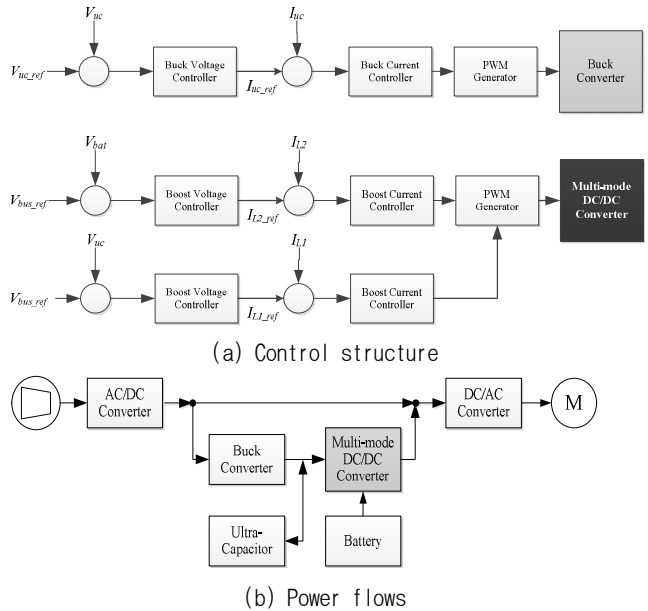 V_uc
I_uc
V_uc_ref
Buck Voltage
Controller
I_uc_ref
Buck Current
Controller
PWM
Generator
Buck
Converter
V_bat
I_L2
V_bus_ref
Boost Voltage
Controller
I_L2_ref
Boost Current
Controller
PWM
Generator
Multi-mode
DC/DC
Converter
V_uc
I_L1
V_bus_ref
Boost Voltage
Controller
I_L1_ref
Boost Current
Controller
(a) Control structure
AC/DC
Converter
DC/AC
Converter
M
Buck
Converter
Multi-mode
DC/DC
Converter
Ultra-
Capacitor
Battery
(b) Power flows